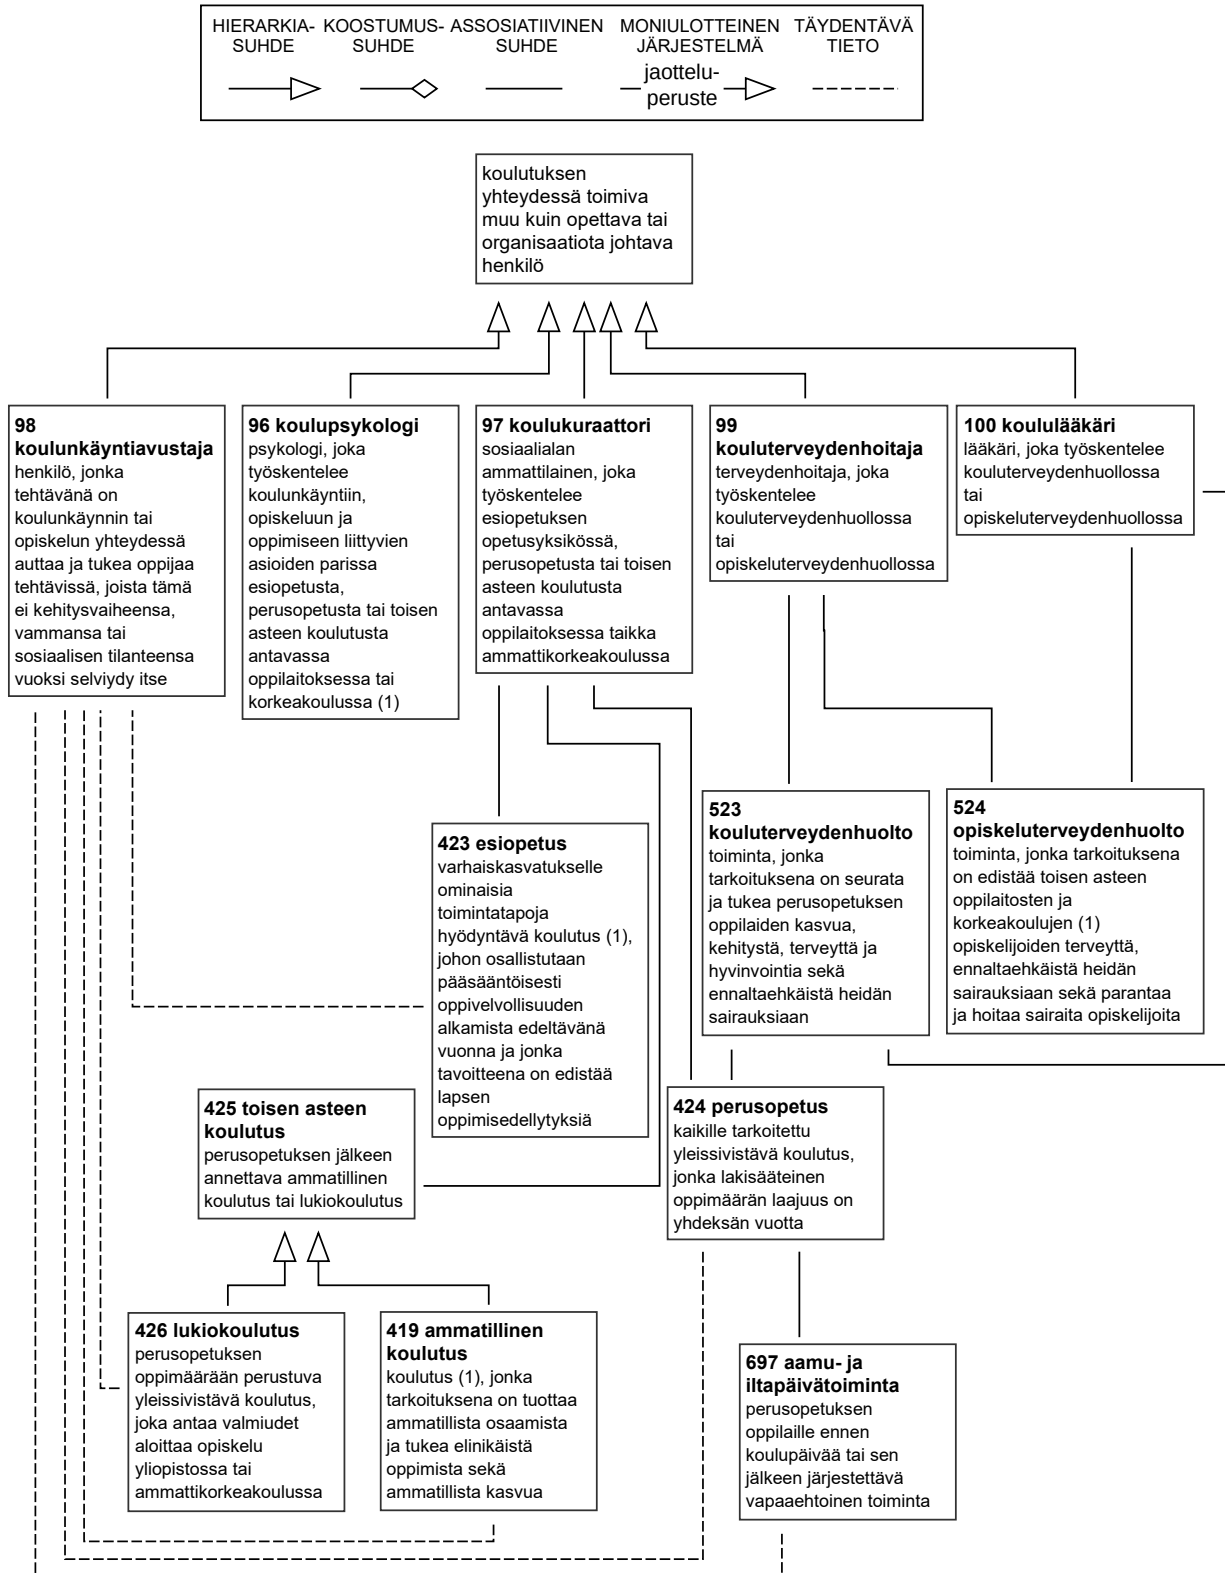 HIERARKIA-
SUHDE
KOOSTUMUS-
SUHDE
ASSOSIATIIVINEN
SUHDE
MONIULOTTEINEN
JÄRJESTELMÄ
jaottelu-
peruste
TÄYDENTÄVÄ
TIETO
koulutuksen
yhteydessä toimiva
muu kuin opettava tai
organisaatiota johtava
henkilö
98
koulunkäyntiavustaja
henkilö, jonka
tehtävänä on
koulunkäynnin tai
opiskelun yhteydessä
auttaa ja tukea oppijaa
tehtävissä, joista tämä
ei kehitysvaiheensa,
vammansa tai
sosiaalisen tilanteensa
vuoksi selviydy itse
96 koulupsykologi
psykologi, joka
työskentelee
koulunkäyntiin,
opiskeluun ja
oppimiseen liittyvien
asioiden parissa
esiopetusta,
perusopetusta tai toisen
asteen koulutusta
antavassa
oppilaitoksessa tai
korkeakoulussa (1)
97 koulukuraattori
sosiaalialan
ammattilainen, joka
työskentelee
esiopetuksen
opetusyksikössä,
perusopetusta tai toisen
asteen koulutusta
antavassa
oppilaitoksessa taikka
ammattikorkeakoulussa
99
kouluterveydenhoitaja
terveydenhoitaja, joka
työskentelee
kouluterveydenhuollossa
tai
opiskeluterveydenhuollossa
100 koululääkäri
lääkäri, joka työskentelee
kouluterveydenhuollossa
tai
opiskeluterveydenhuollossa
423 esiopetus
varhaiskasvatukselle
ominaisia
toimintatapoja
hyödyntävä koulutus (1),
johon osallistutaan
pääsääntöisesti
oppivelvollisuuden
alkamista edeltävänä
vuonna ja jonka
tavoitteena on edistää
lapsen
oppimisedellytyksiä
523
kouluterveydenhuolto
toiminta, jonka
tarkoituksena on seurata
ja tukea perusopetuksen
oppilaiden kasvua,
kehitystä, terveyttä ja
hyvinvointia sekä
ennaltaehkäistä heidän
sairauksiaan
524
opiskeluterveydenhuolto
toiminta, jonka tarkoituksena
on edistää toisen asteen
oppilaitosten ja
korkeakoulujen (1)
opiskelijoiden terveyttä,
ennaltaehkäistä heidän
sairauksiaan sekä parantaa
ja hoitaa sairaita opiskelijoita
425 toisen asteen
koulutus
perusopetuksen jälkeen
annettava ammatillinen
koulutus tai lukiokoulutus
424 perusopetus
kaikille tarkoitettu
yleissivistävä koulutus,
jonka lakisääteinen
oppimäärän laajuus on
yhdeksän vuotta
426 lukiokoulutus
perusopetuksen
oppimäärään perustuva
yleissivistävä koulutus,
joka antaa valmiudet
aloittaa opiskelu
yliopistossa tai
ammattikorkeakoulussa
419 ammatillinen
koulutus
koulutus (1), jonka
tarkoituksena on tuottaa
ammatillista osaamista
ja tukea elinikäistä
oppimista sekä
ammatillista kasvua
697 aamu- ja
iltapäivätoiminta
perusopetuksen
oppilaille ennen
koulupäivää tai sen
jälkeen järjestettävä
vapaaehtoinen toiminta